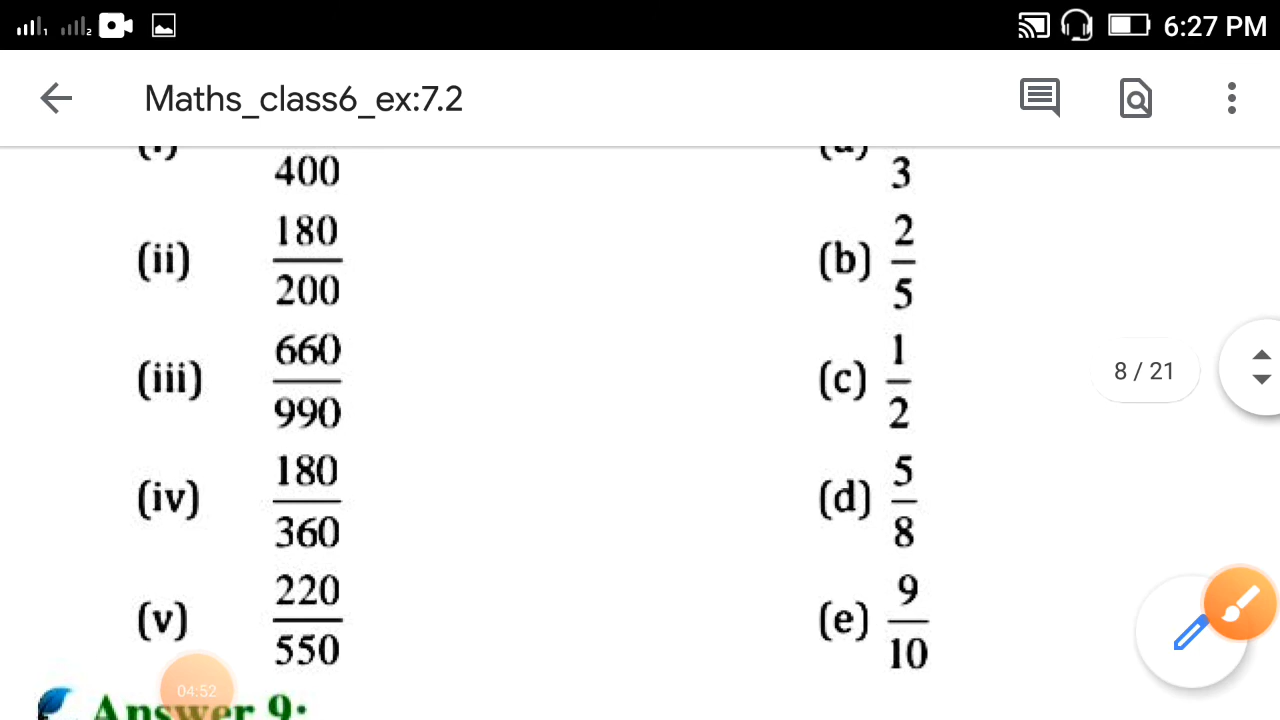 6:27 PM
Maths_class6_ex:7.2
400 3
(ii) 180/200 (b) 2/5
(iii) 660/990 (c) 1/2
8 / 21
(iv) 180/360 (d) 5/8
(v) 220/550 (e) 9/10
04:52
Answer 9: